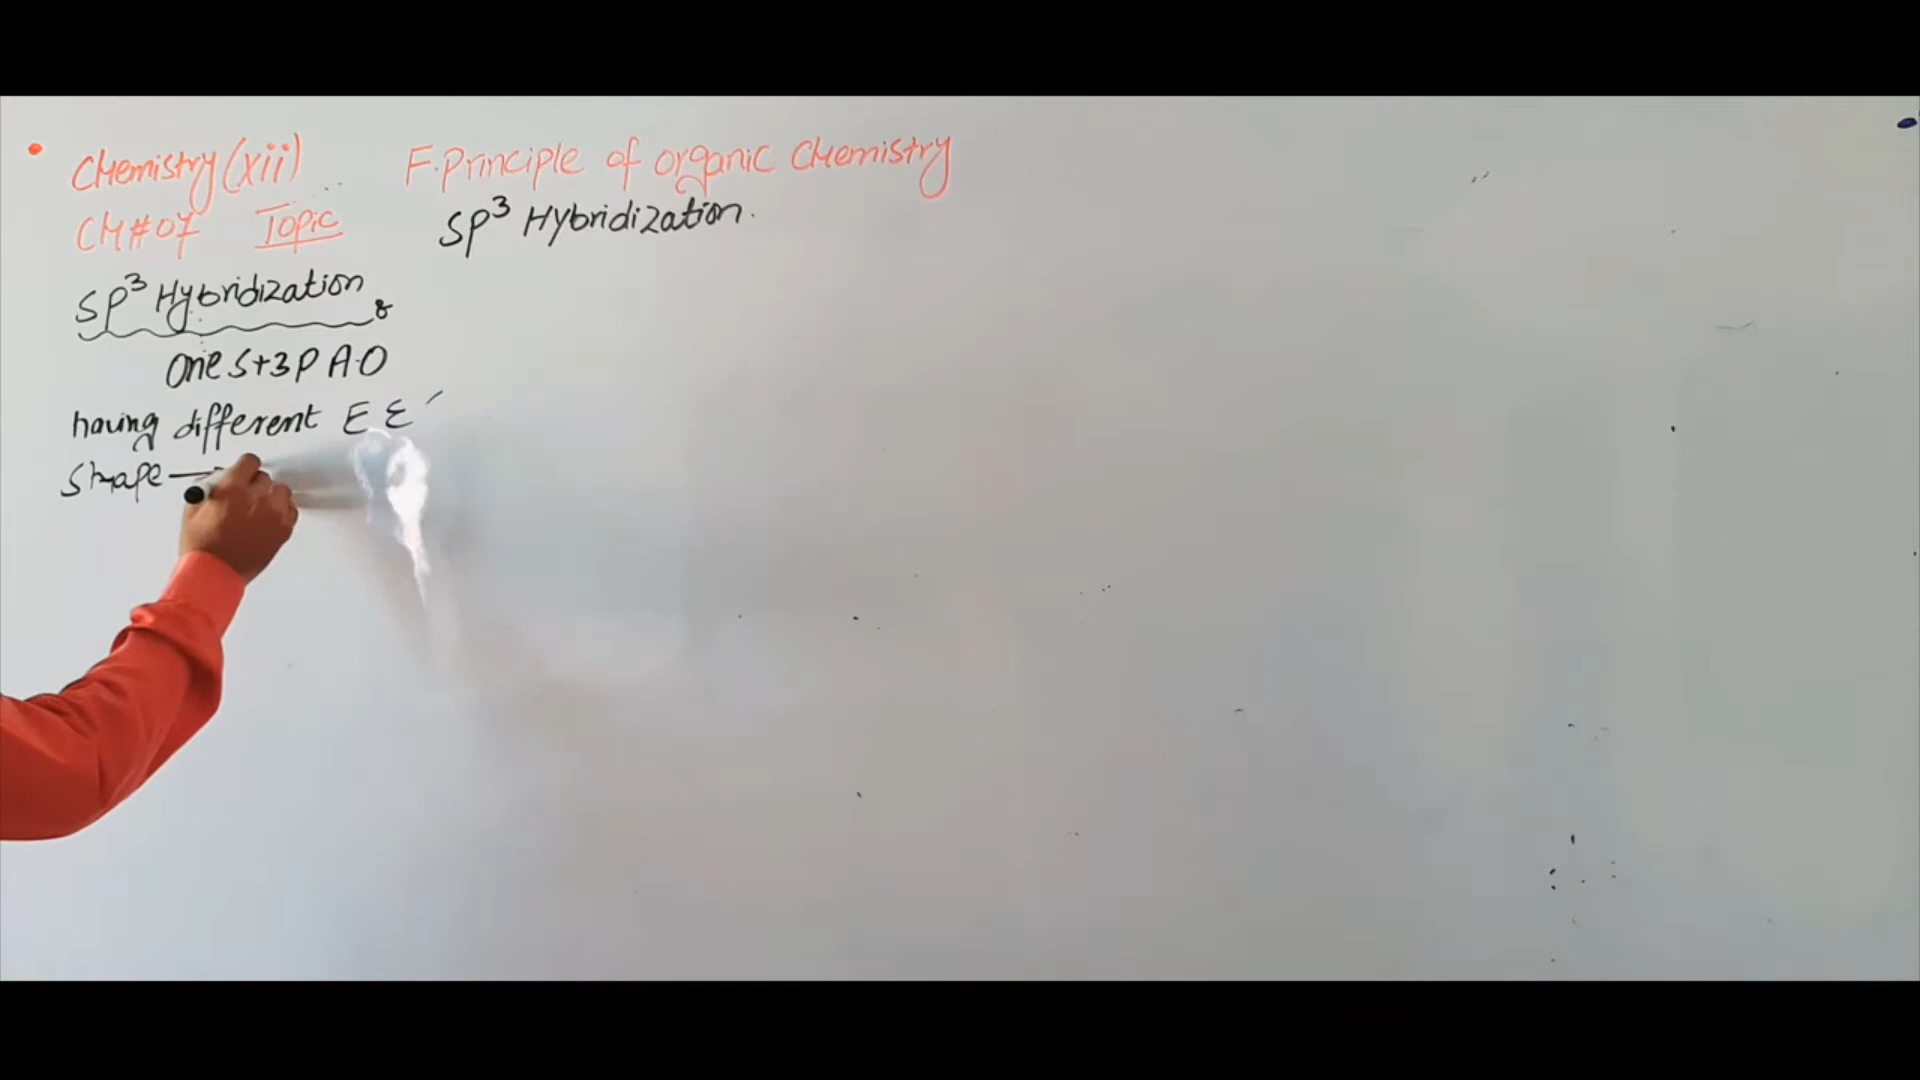 Chemistry (xii) F. Principle of organic Chemistry
CH# 07 Topic SP³ Hybridization.
SP³ Hybridization
One S+3P A.O
having different E &
Shape →